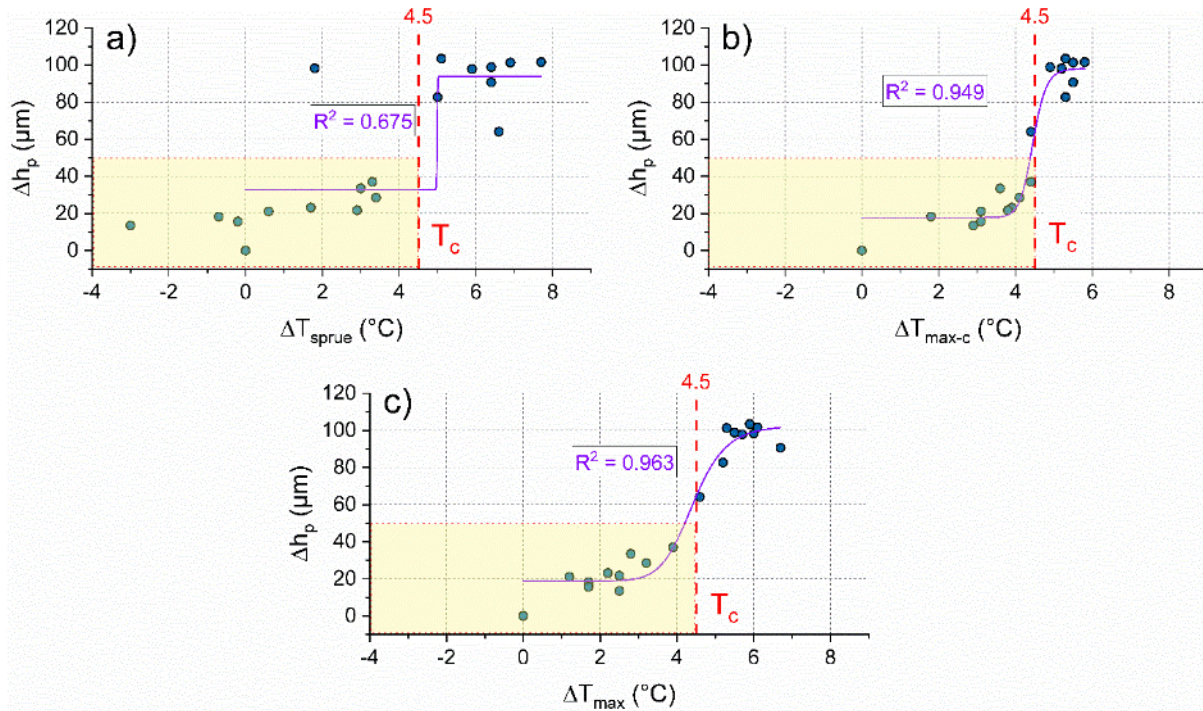 a)
4.5
120
100
80
60
40
20
0
Δhp (µm)
R² = 0.675
Tc
-4 -2 0 2 4 6 8
ΔTsprue (°C)
b)
4.5
120
100
80
60
40
20
0
Δhp (µm)
R² = 0.949
Tc
-4 -2 0 2 4 6 8
ΔTmax-c (°C)
c)
4.5
120
100
80
60
40
20
0
Δhp (µm)
R² = 0.963
Tc
-4 -2 0 2 4 6 8
ΔTmax (°C)